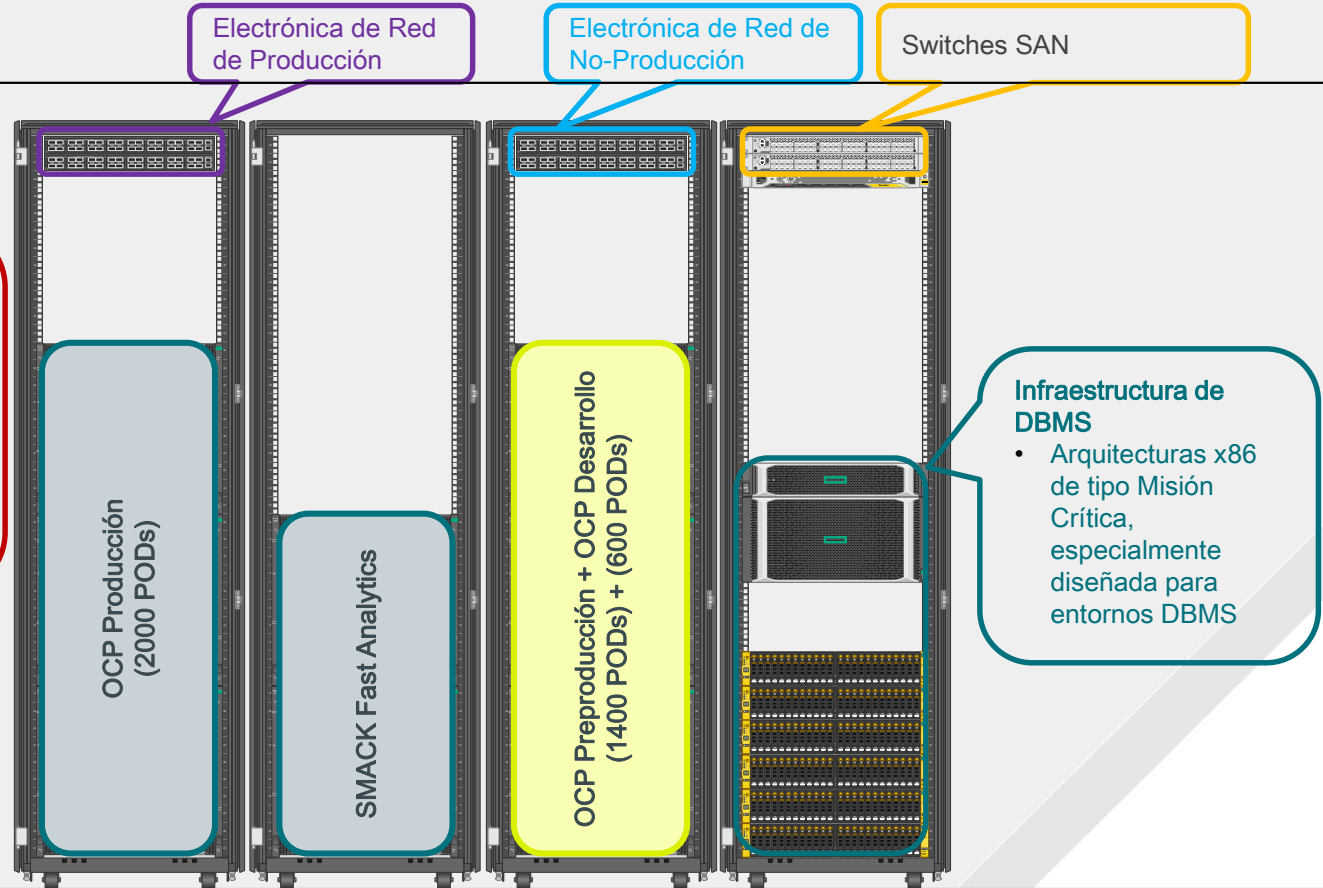 Electrónica de Red
de Producción
Electrónica de Red de
No-Producción
Switches SAN
OCP Producción
(2000 PODs)
SMACK Fast Analytics
OCP Preproducción + OCP Desarrollo
(1400 PODs) + (600 PODs)
Infraestructura de
DBMS
• Arquitecturas x86
de tipo Misión
Crítica,
especialmente
diseñada para
entornos DBMS